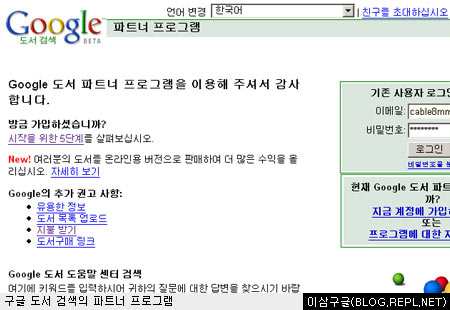 언어 변경 한국어 | 친구를 초대하십시오
Google
도서 검색 BETA
파트너 프로그램
Google 도서 파트너 프로그램을 이용해 주셔서 감사
합니다.
방금 가입하셨습니까?
시작을 위한 5단계를 살펴보십시오.
New! 여러분의 도서를 온라인용 버전으로 판매하여 더 많은 수익을 올
리십시오. 자세히 보기
Google의 추가 권고 사항:
유용한 정보
도서 목록 업로드
지불 받기
도서구매 링크
Google 도서 도움말 센터 검색
여기에 키워드를 입력하시어 귀하의 질문에 대한 답변을 찾으시기 바랍
기존 사용자 로그인
이메일: cable8mm
비밀번호: ********
로그인
비밀번호를
현재 Google 도서 파트
까?
지금 계정에 가입하
또는
프로그램에 대한 자
구글 도서 검색의 파트너 프로그램
이삼구글(BLOG.REPL.NET)